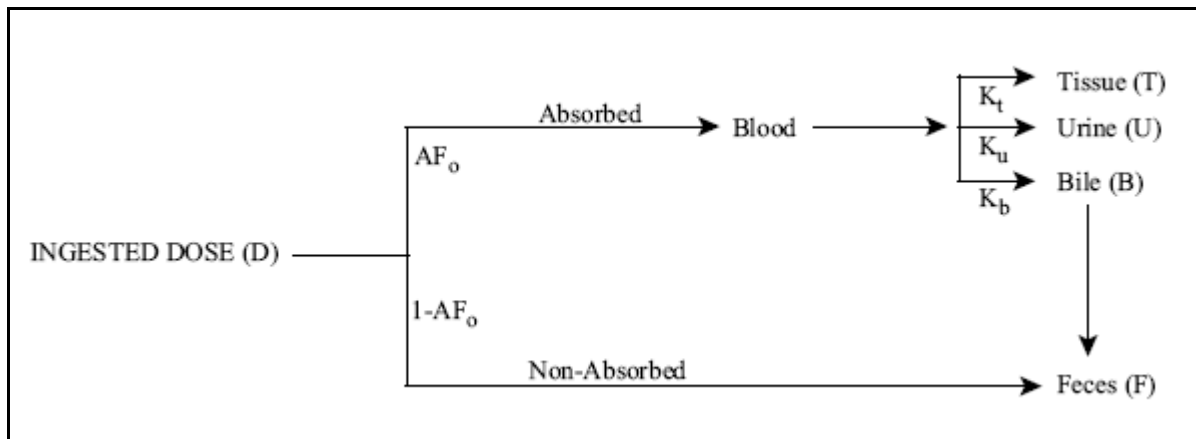 Tissue (T)
Absorbed
K_t
Blood
Urine (U)
AF_o
K_u
Bile (B)
K_b
INGESTED DOSE (D)
1-AF_o
Non-Absorbed
Feces (F)